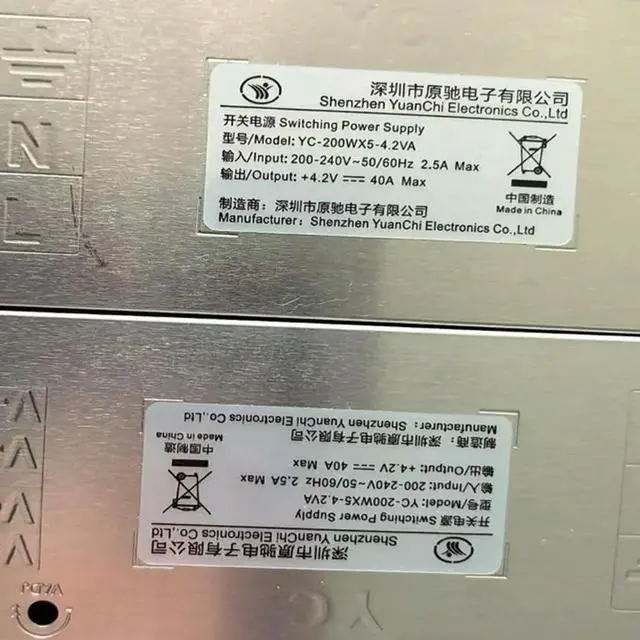 N
L
深圳市原驰电子有限公司
Shenzhen YuanChi Electronics Co.,Ltd
开关电源 Switching Power Supply
型号/Model: YC-200WX5-4.2VA
输入/Input: 200-240V~50/60Hz 2.5A Max
输出/Output: +4.2V ⎓ 40A Max
中国制造
Made in China
制造商：深圳市原驰电子有限公司
Manufacturer: Shenzhen YuanChi Electronics Co.,Ltd
深圳市原驰电子有限公司
Shenzhen YuanChi Electronics Co.,Ltd
开关电源 Switching Power Supply
型号/Model: YC-200WX5-4.2VA
输入/Input: 200-240V~50/60Hz 2.5A Max
输出/Output: +4.2V ⎓ 40A Max
中国制造
Made in China
制造商：深圳市原驰电子有限公司
Manufacturer: Shenzhen YuanChi Electronics Co.,Ltd
YC